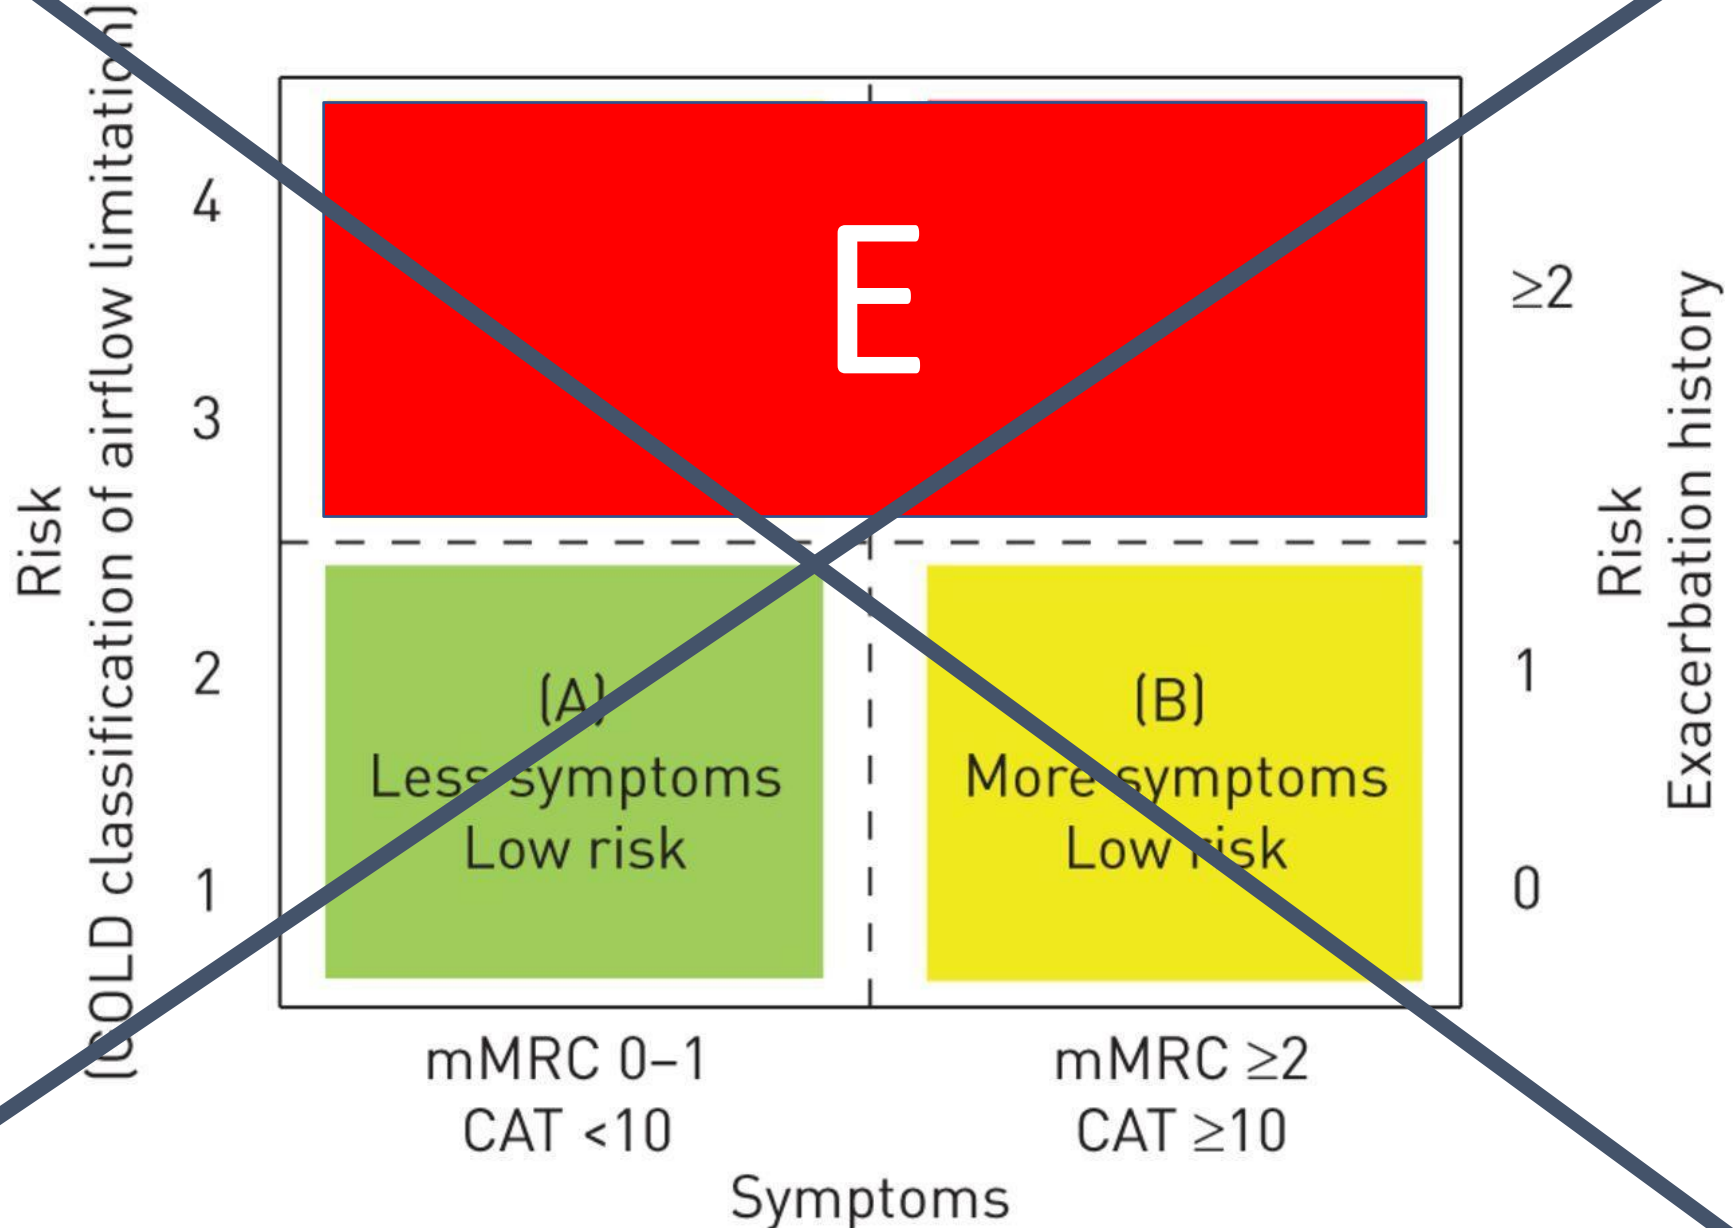 Risk
(GOLD classification of airflow limitation)
4
3
2
1
E
(A)
Less symptoms
Low risk
(B)
More symptoms
Low risk
≥2
1
0
Risk
Exacerbation history
mMRC 0–1
CAT <10
mMRC ≥2
CAT ≥10
Symptoms